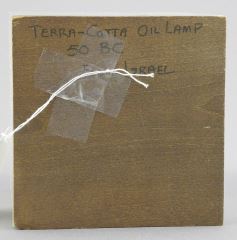 TERRA-COTTA OIL LAMP
50 BC
ISRAEL